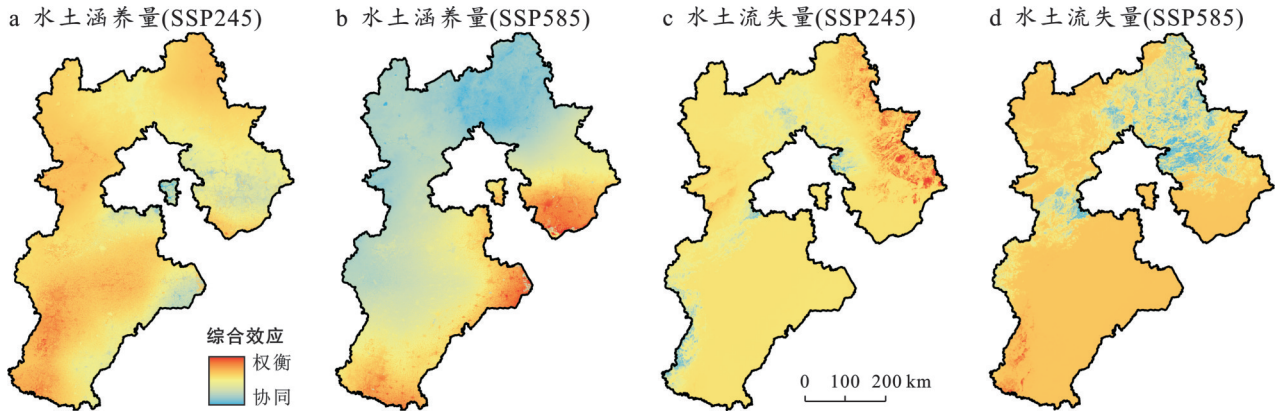 a 水土涵养量(SSP245)
b 水土涵养量(SSP585)
c 水土流失量(SSP245)
d 水土流失量(SSP585)
综合效应
权衡
协同
0 100 200 km